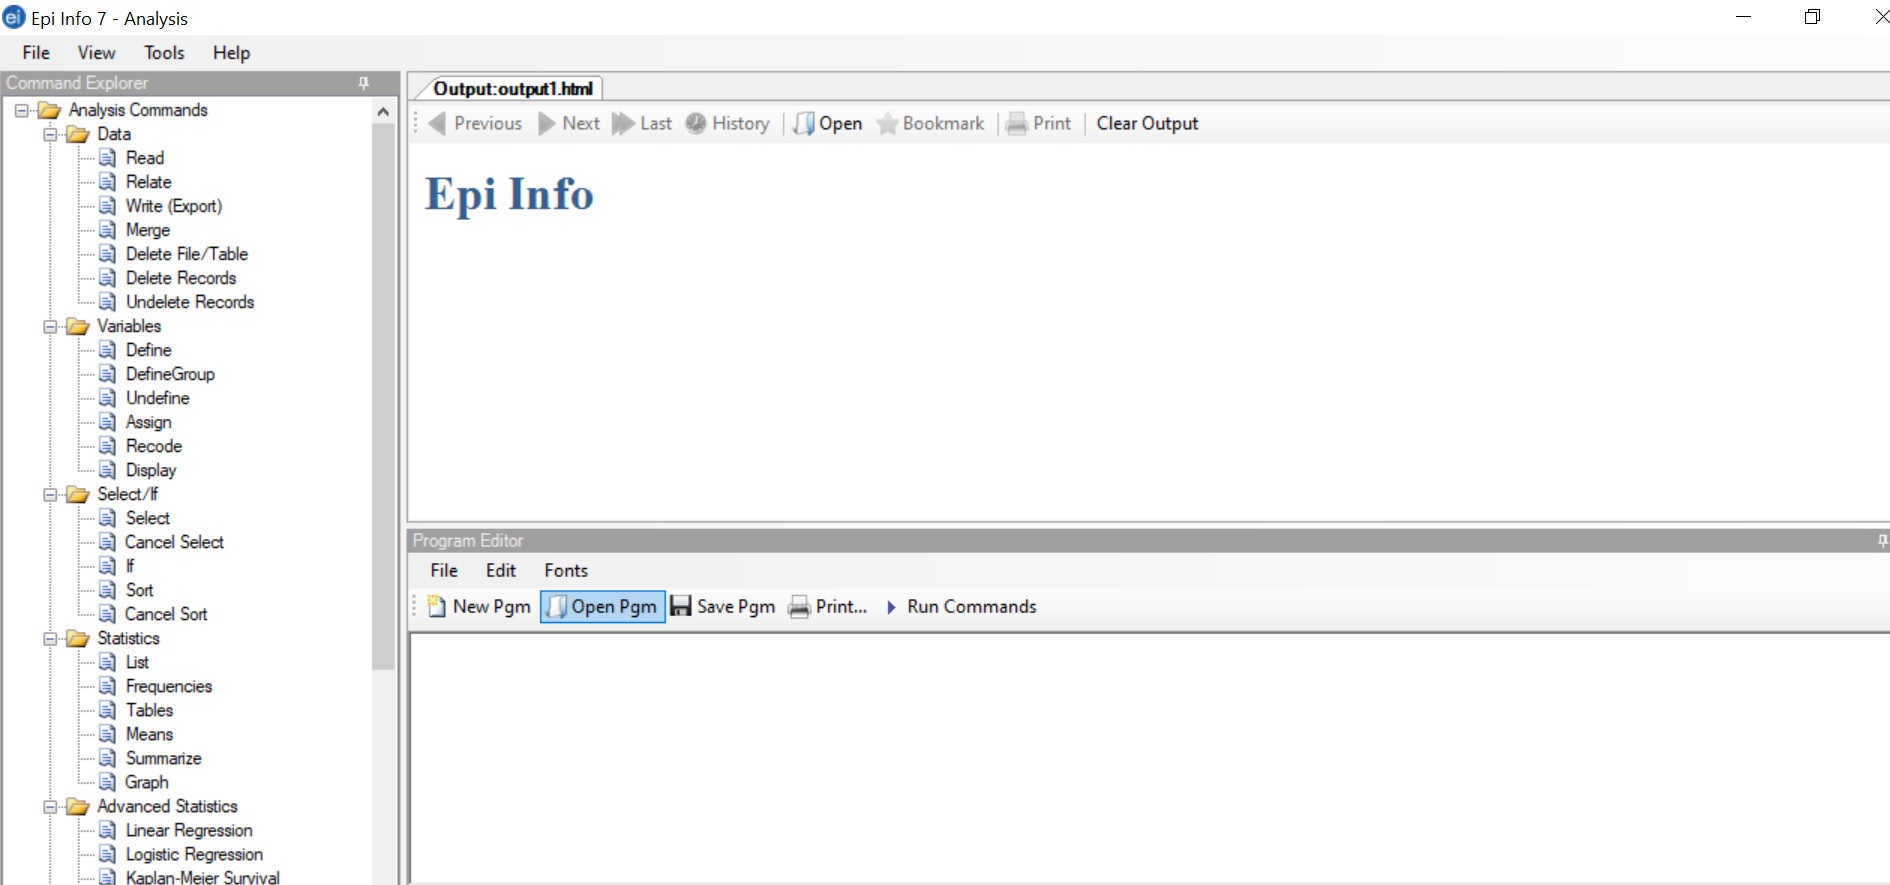 ei Epi Info 7 - Analysis
File View Tools Help
Command Explorer
Analysis Commands
Data
Read
Relate
Write (Export)
Merge
Delete File/Table
Delete Records
Undelete Records
Variables
Define
DefineGroup
Undefine
Assign
Recode
Display
Select/If
Select
Cancel Select
If
Sort
Cancel Sort
Statistics
List
Frequencies
Tables
Means
Summarize
Graph
Advanced Statistics
Linear Regression
Logistic Regression
Kaplan-Meier Survival
Output:output1.html
Previous Next Last History Open Bookmark Print Clear Output
Epi Info
Program Editor
File Edit Fonts
New Pgm Open Pgm Save Pgm Print... Run Commands